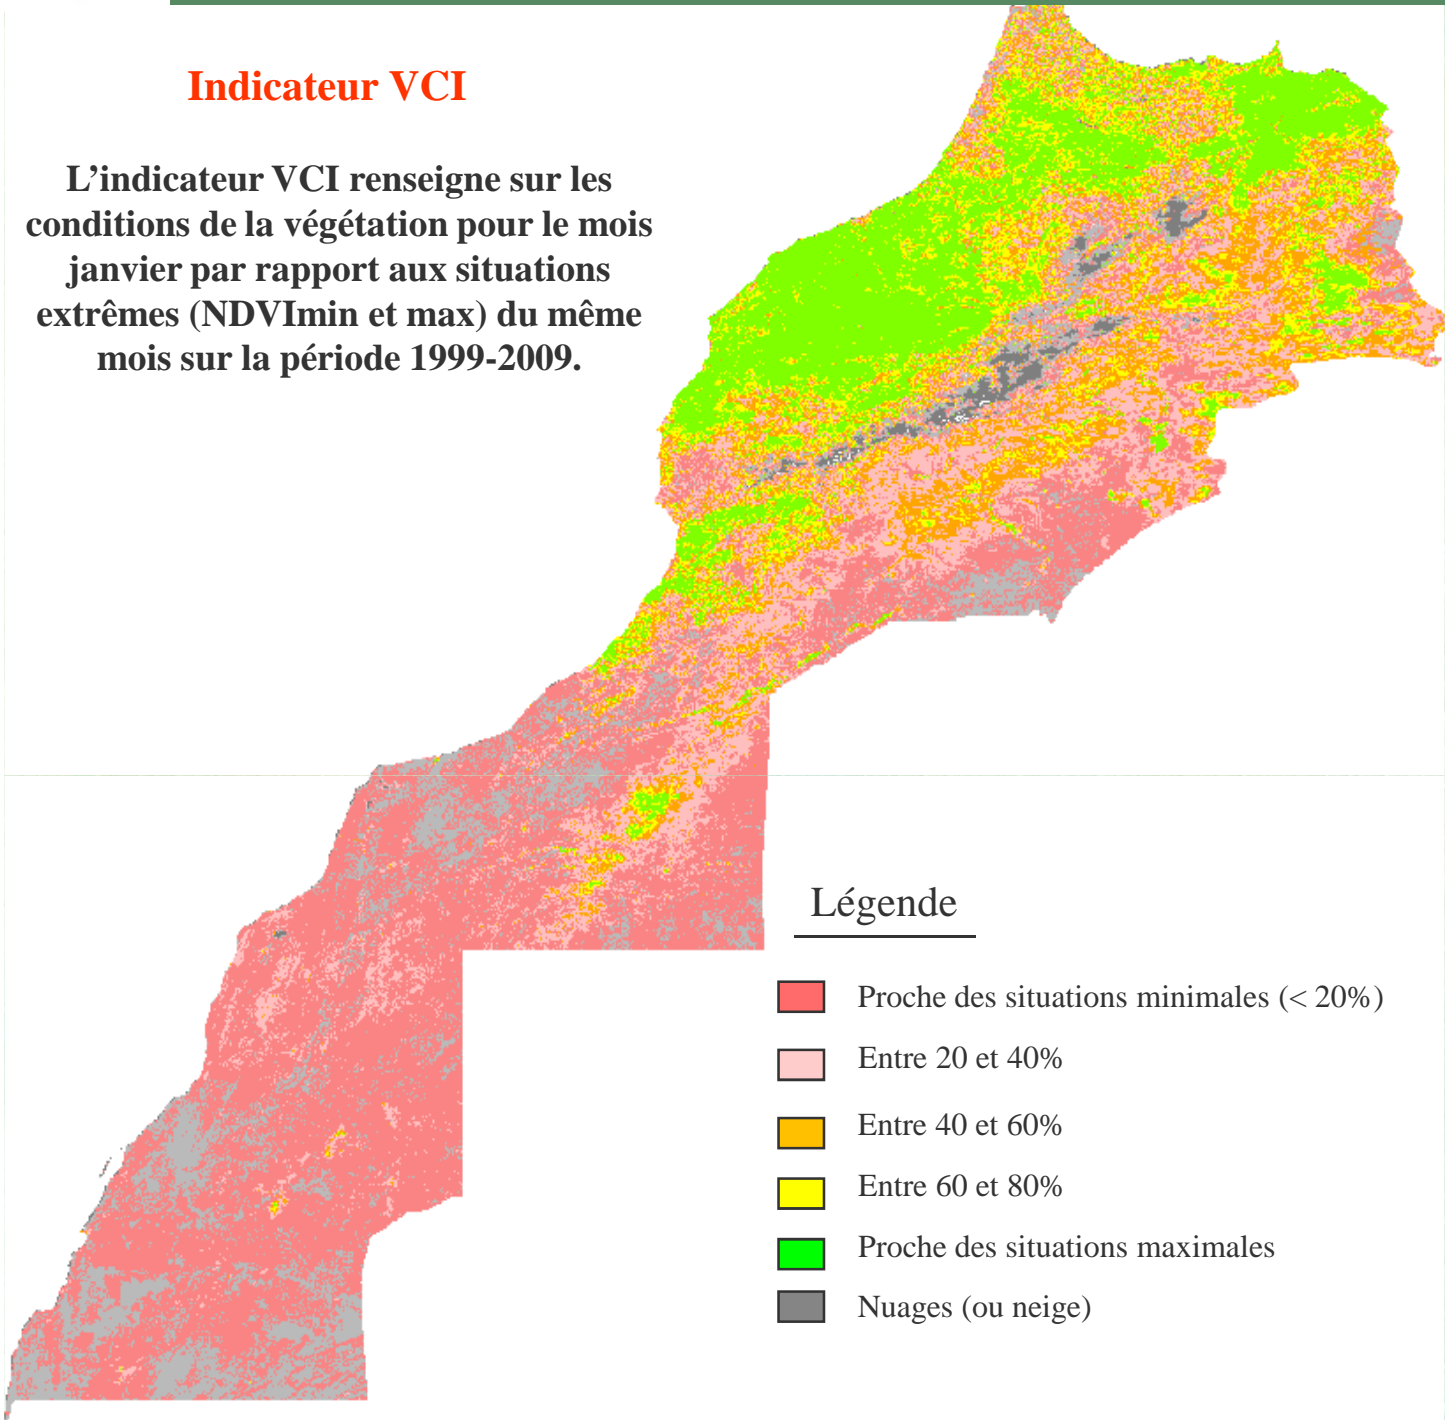 Indicateur VCI
L’indicateur VCI renseigne sur les
conditions de la végétation pour le mois
janvier par rapport aux situations
extrêmes (NDVImin et max) du même
mois sur la période 1999-2009.
Légende
Proche des situations minimales (< 20%)
Entre 20 et 40%
Entre 40 et 60%
Entre 60 et 80%
Proche des situations maximales
Nuages (ou neige)